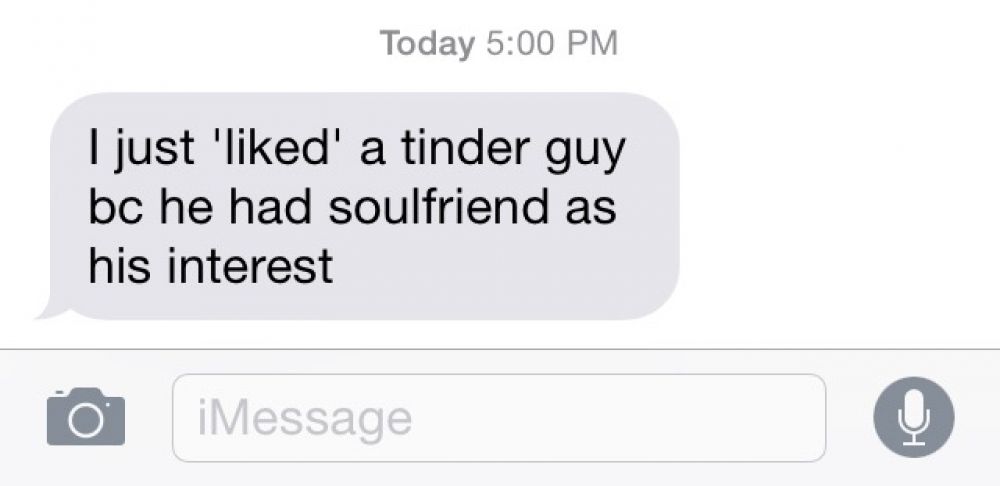 Today 5:00 PM
I just 'liked' a tinder guy
bc he had soulfriend as
his interest
iMessage